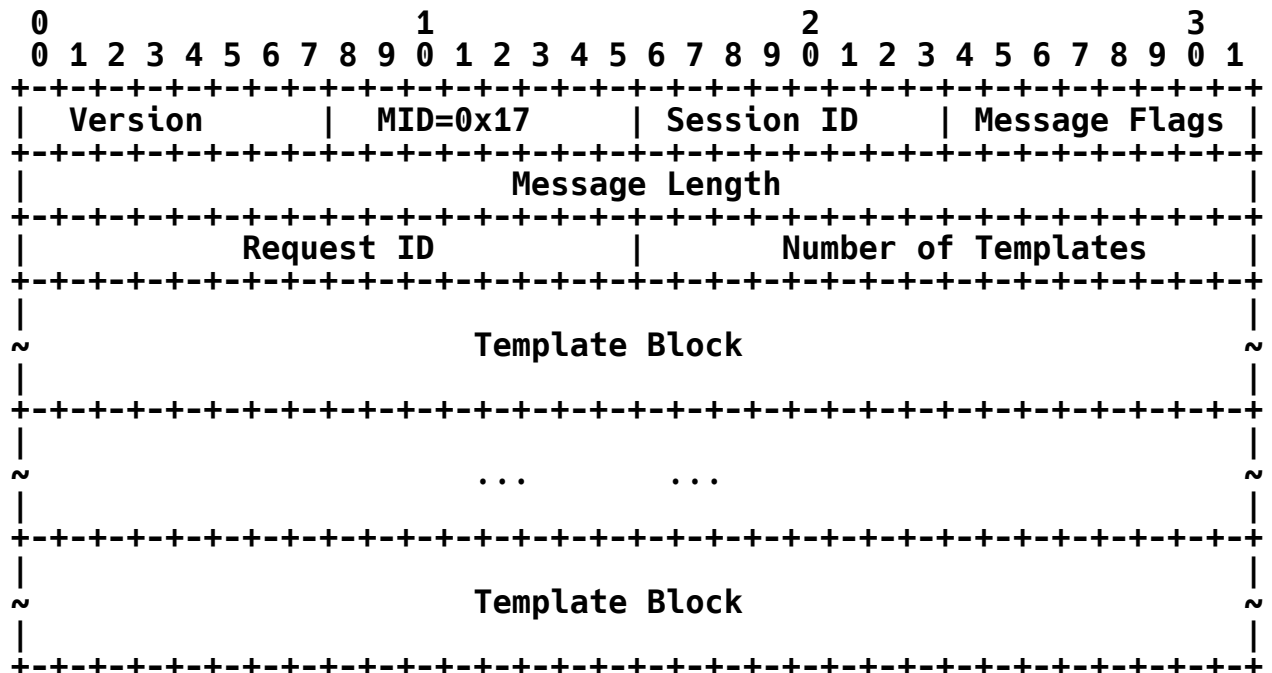 0                   1                   2                   3
 0 1 2 3 4 5 6 7 8 9 0 1 2 3 4 5 6 7 8 9 0 1 2 3 4 5 6 7 8 9 0 1
+-+-+-+-+-+-+-+-+-+-+-+-+-+-+-+-+-+-+-+-+-+-+-+-+-+-+-+-+-+-+-+-+
|  Version      |  MID=0x17     | Session ID    | Message Flags |
+-+-+-+-+-+-+-+-+-+-+-+-+-+-+-+-+-+-+-+-+-+-+-+-+-+-+-+-+-+-+-+-+
|                         Message Length                        |
+-+-+-+-+-+-+-+-+-+-+-+-+-+-+-+-+-+-+-+-+-+-+-+-+-+-+-+-+-+-+-+-+
|           Request ID          |       Number of Templates     |
+-+-+-+-+-+-+-+-+-+-+-+-+-+-+-+-+-+-+-+-+-+-+-+-+-+-+-+-+-+-+-+-+
|                                                               |
~                       Template Block                          ~
|                                                               |
+-+-+-+-+-+-+-+-+-+-+-+-+-+-+-+-+-+-+-+-+-+-+-+-+-+-+-+-+-+-+-+-+
|                                                               |
~                       ...       ...                           ~
|                                                               |
+-+-+-+-+-+-+-+-+-+-+-+-+-+-+-+-+-+-+-+-+-+-+-+-+-+-+-+-+-+-+-+-+
|                                                               |
~                       Template Block                          ~
|                                                               |
+-+-+-+-+-+-+-+-+-+-+-+-+-+-+-+-+-+-+-+-+-+-+-+-+-+-+-+-+-+-+-+-+